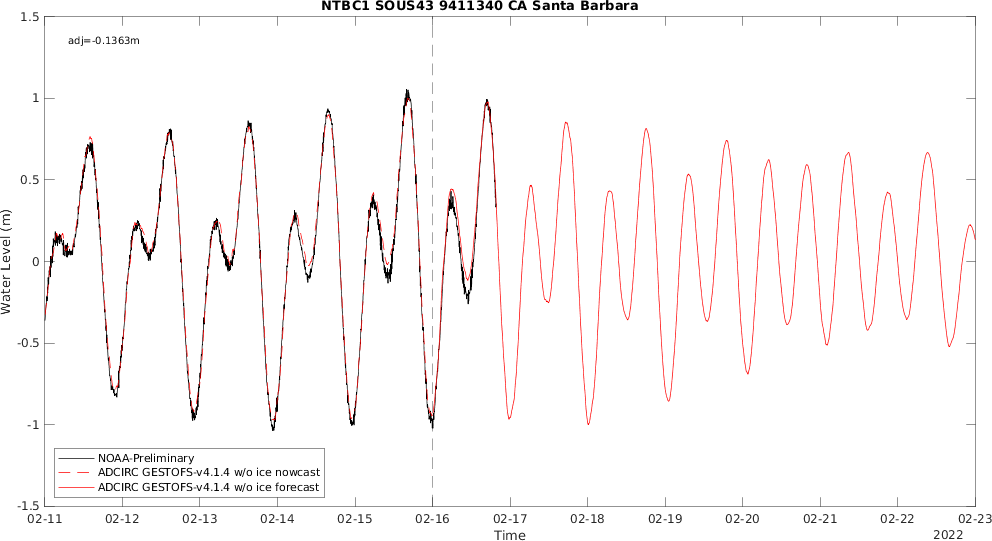 NTBC1 SOUS43 9411340 CA Santa Barbara
1.5
adj=-0.1363m
1
0.5
0
-0.5
-1
-1.5
Water Level (m)
NOAA-Preliminary
ADCIRC GESTOFS-v4.1.4 w/o ice nowcast
ADCIRC GESTOFS-v4.1.4 w/o ice forecast
02-11 02-12 02-13 02-14 02-15 02-16 02-17 02-18 02-19 02-20 02-21 02-22 02-23
Time
2022